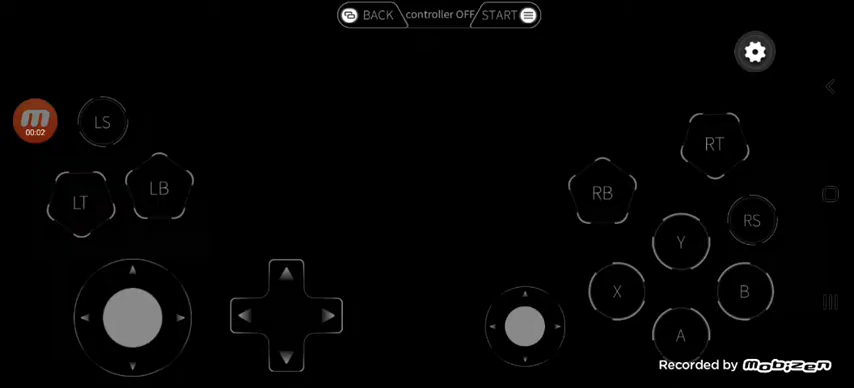 BACK
controller OFF
START
00:02
LS
LT
LB
RT
RB
RS
Y
X
B
A
Recorded by Mobizen